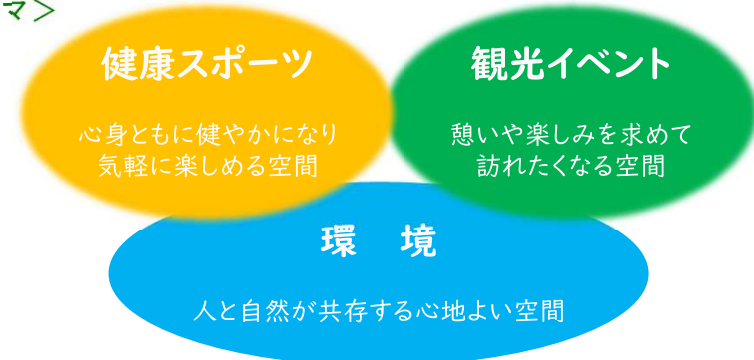 マ＞
健康スポーツ
心身ともに健やかになり
気軽に楽しめる空間
観光イベント
憩いや楽しみを求めて
訪れたくなる空間
環　境
人と自然が共存する心地よい空間